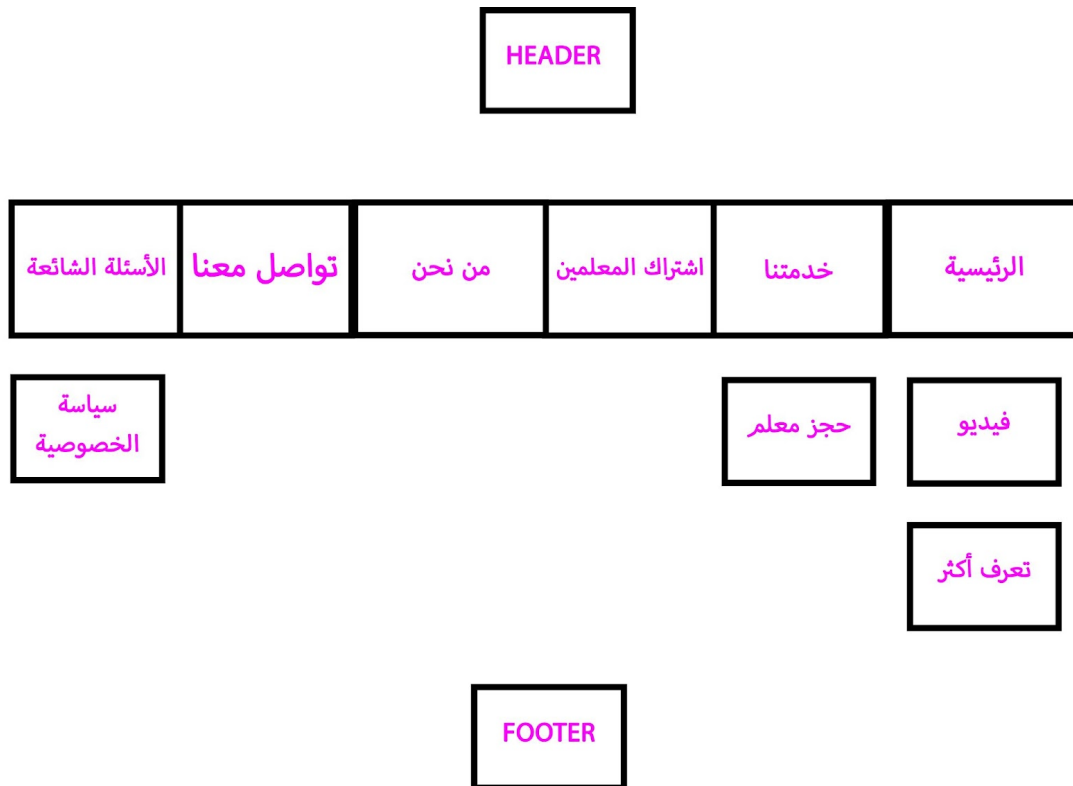 HEADER
الرئيسية
خدمتنا
اشتراك المعلمين
من نحن
تواصل معنا
الأسئلة الشائعة
فيديو
حجز معلم
سياسة
الخصوصية
تعرف أكثر
FOOTER